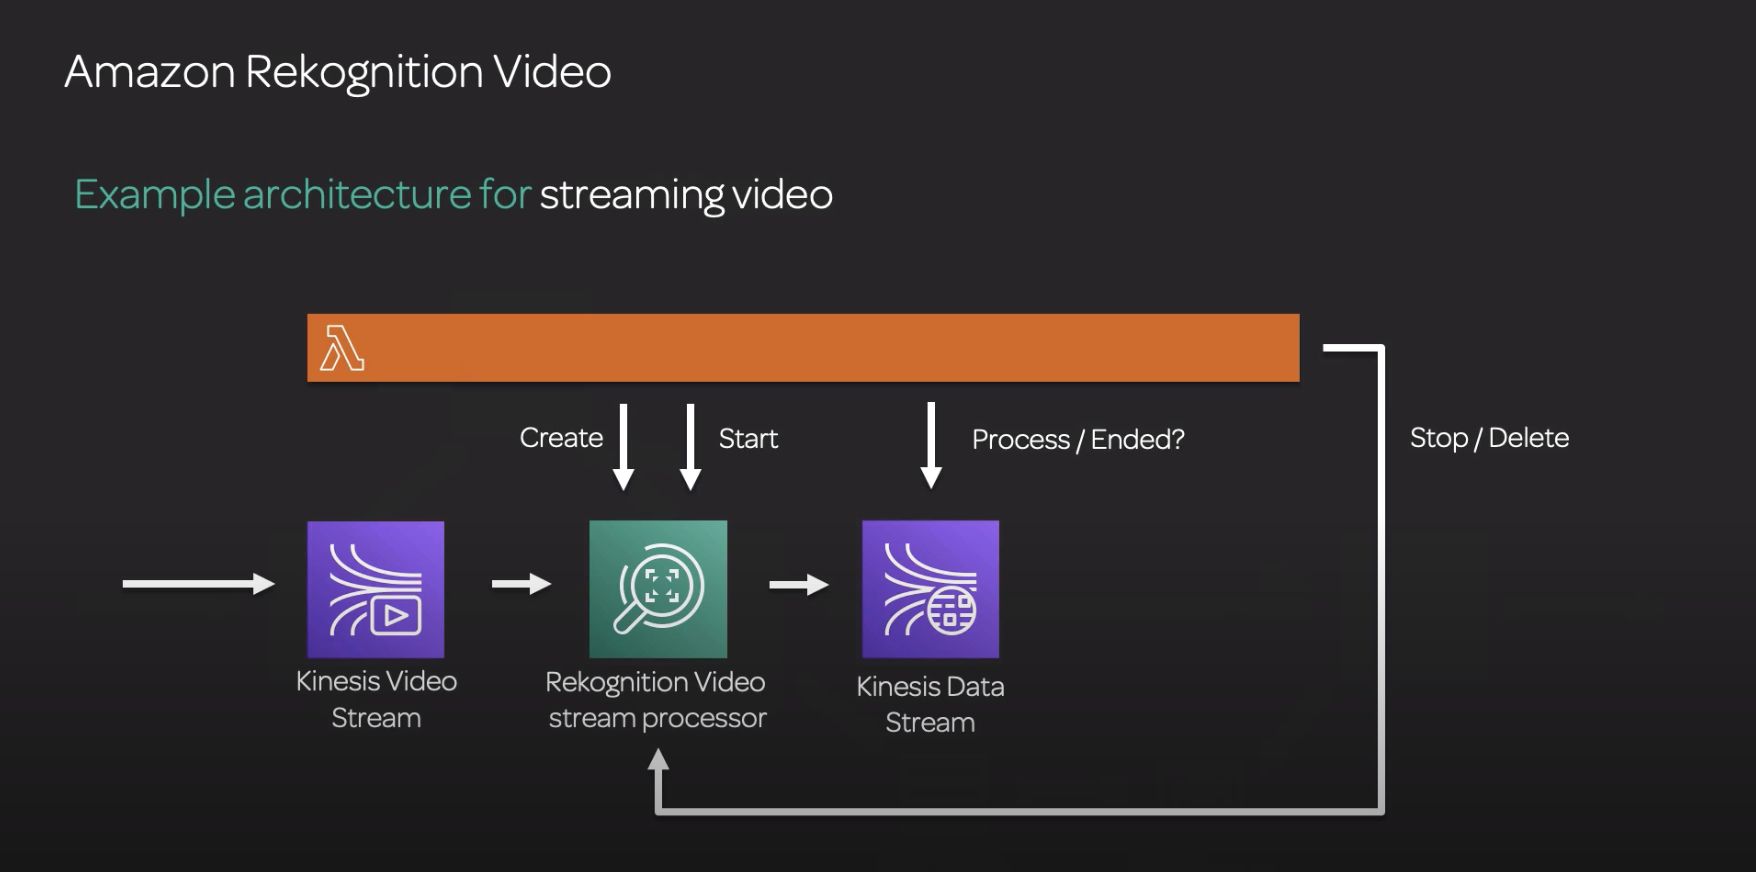 Amazon Rekognition Video
Example architecture for streaming video
Create
Start
Process / Ended?
Stop / Delete
Kinesis Video
Stream
Rekognition Video
stream processor
Kinesis Data
Stream